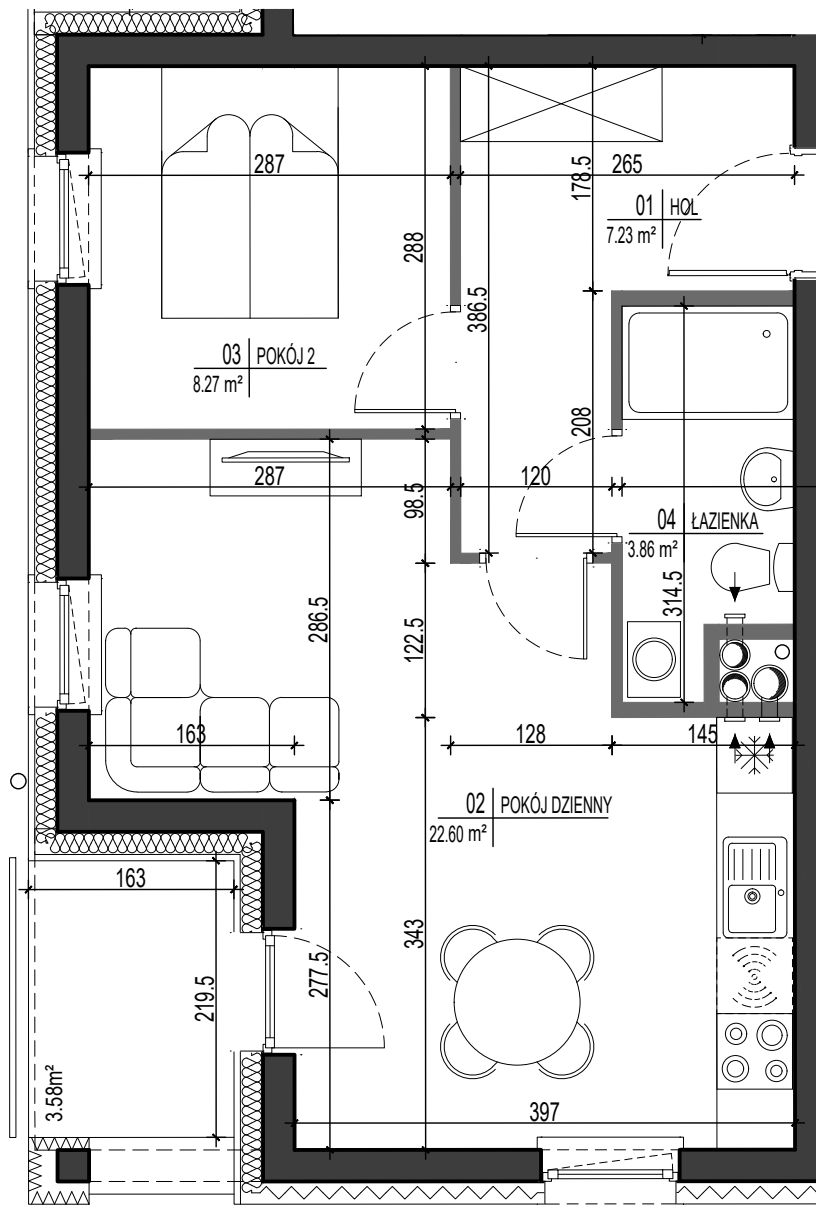 287
265
178.5
01 HOL
7.23 m²
288
386.5
03 POKÓJ 2
8.27 m²
208
287
98.5
120
04 ŁAZIENKA
3.86 m²
314.5
286.5
122.5
163
128
145
02 POKÓJ DZIENNY
22.60 m²
163
343
277.5
219.5
3.58m²
397